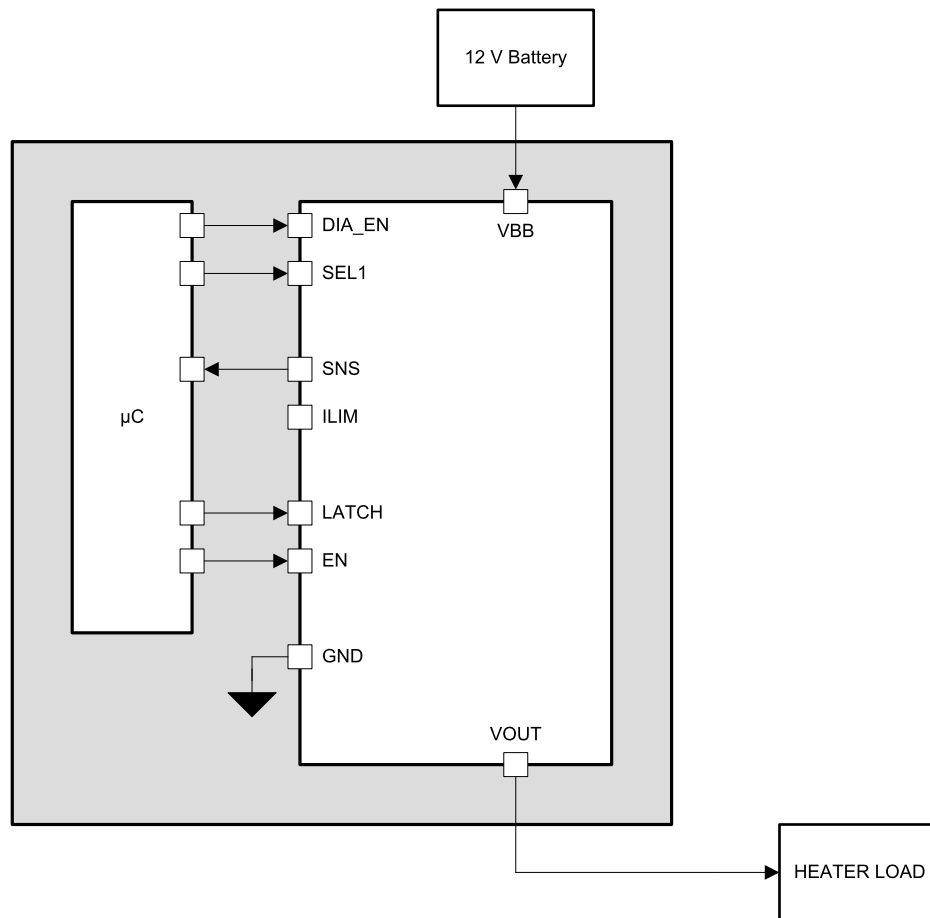 12 V Battery
DIA_EN
VBB
SEL1
SNS
µC
ILIM
LATCH
EN
GND
VOUT
HEATER LOAD